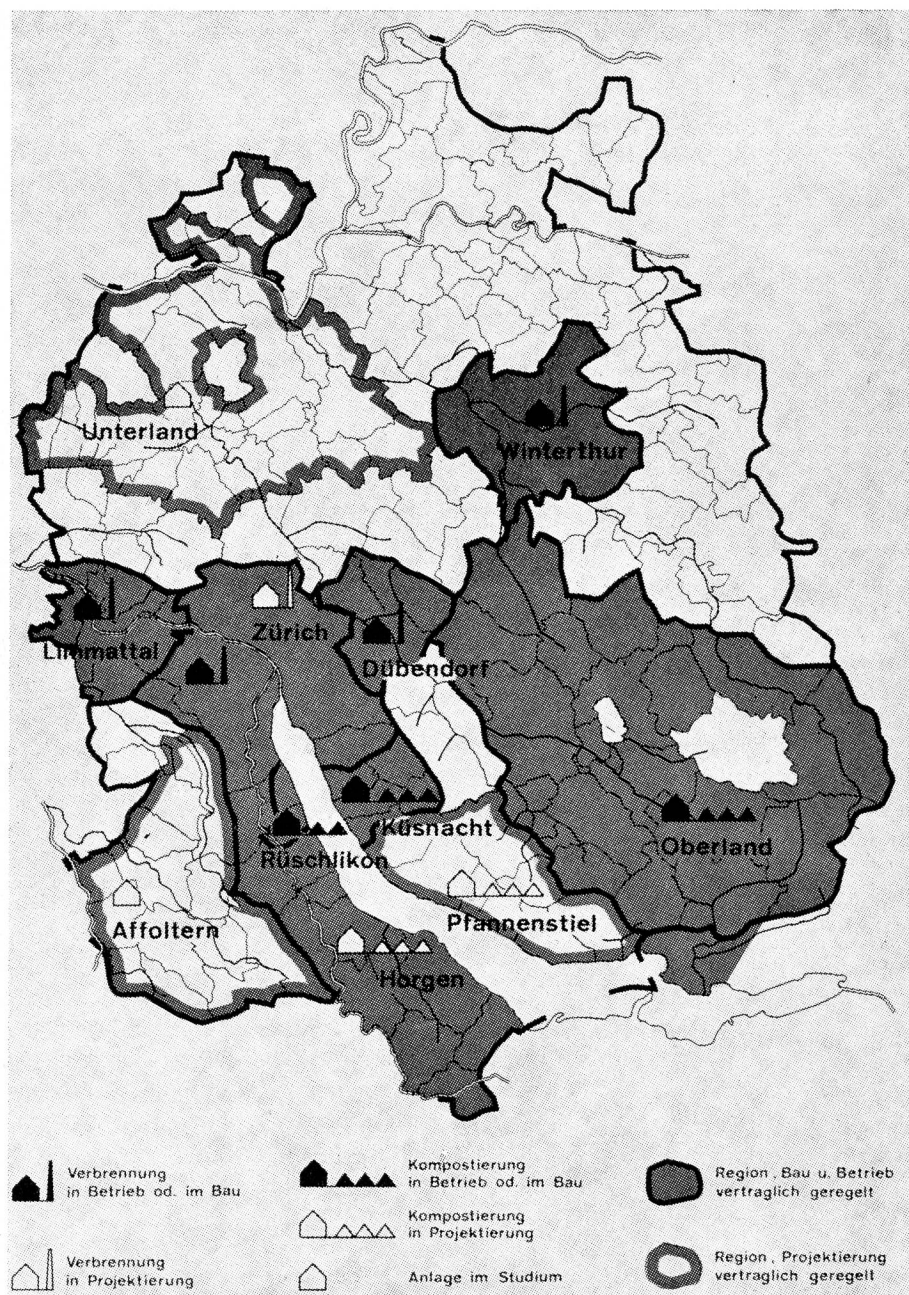 Unterland
Winterthur
Zürich
Limmattal
Dübendorf
Küsnacht
Rüschlikon
Oberland
Pfannenstiel
Affoltern
Horgen
Verbrennung
in Betrieb od. im Bau
Verbrennung
in Projektierung
Kompostierung
in Betrieb od. im Bau
Kompostierung
in Projektierung
Anlage im Studium
Region, Bau u. Betrieb
vertraglich geregelt
Region, Projektierung
vertraglich geregelt